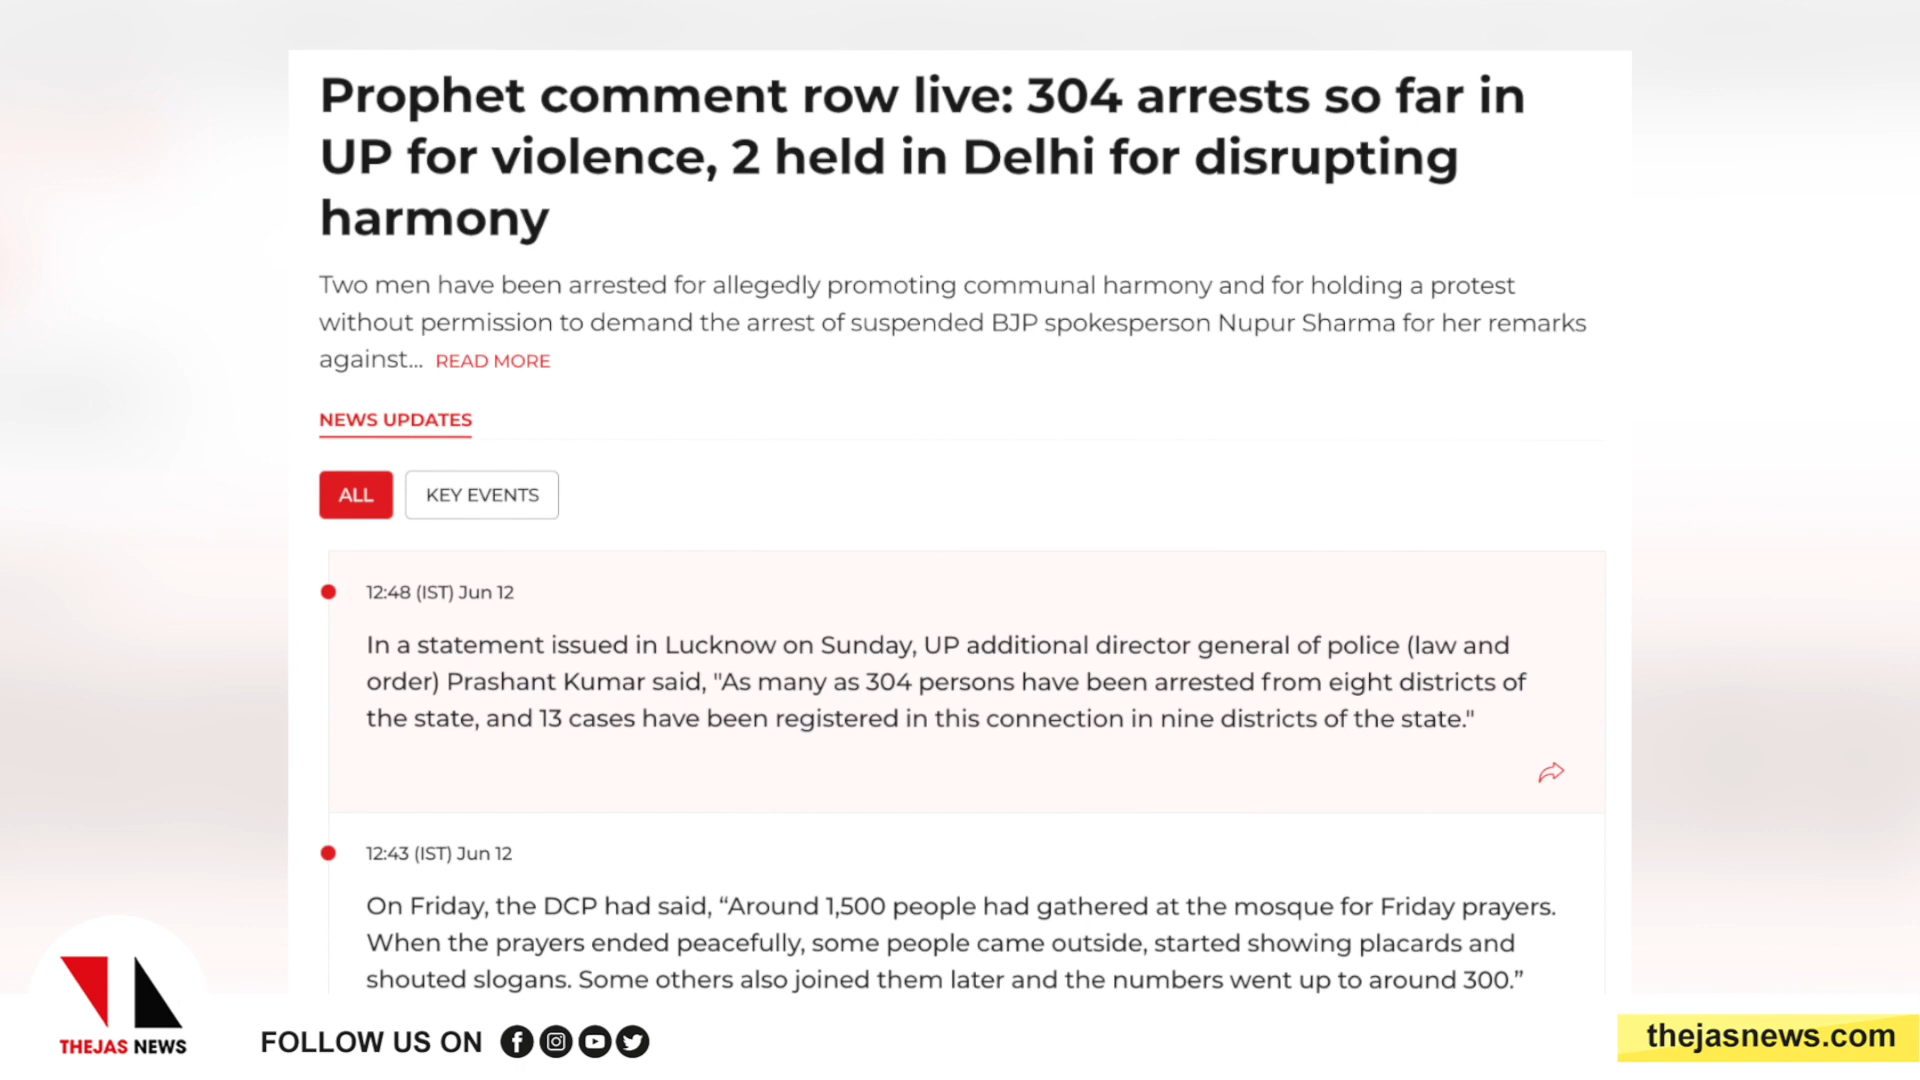 Prophet comment row live: 304 arrests so far in
UP for violence, 2 held in Delhi for disrupting
harmony
Two men have been arrested for allegedly promoting communal harmony and for holding a protest
without permission to demand the arrest of suspended BJP spokesperson Nupur Sharma for her remarks
against... READ MORE
NEWS UPDATES
ALL
KEY EVENTS
12:48 (IST) Jun 12
In a statement issued in Lucknow on Sunday, UP additional director general of police (law and
order) Prashant Kumar said, "As many as 304 persons have been arrested from eight districts of
the state, and 13 cases have been registered in this connection in nine districts of the state."
12:43 (IST) Jun 12
On Friday, the DCP had said, “Around 1,500 people had gathered at the mosque for Friday prayers.
When the prayers ended peacefully, some people came outside, started showing placards and
shouted slogans. Some others also joined them later and the numbers went up to around 300.”
THEJAS NEWS
FOLLOW US ON
thejasnews.com